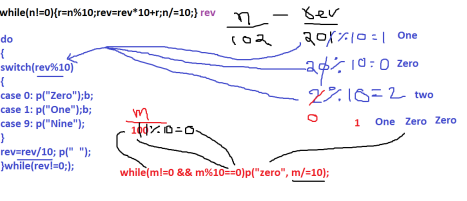 while(n!=0){r=n%10;rev=rev*10+r;n/=10;} rev
n - rev
102
201%10=1 One
do
{
20% 10=0 Zero
switch(rev%10)
{
2%10=2 two
case 0: p("Zero");b;
case 1: p("One");b;
case 9: p("Nine");
}
m
0
1 One Zero Zero
100
1%10=0
rev=rev/10; p(" ");
}while(rev!=0;);
while(m!=0 && m%10==0)p("zero", m/=10);